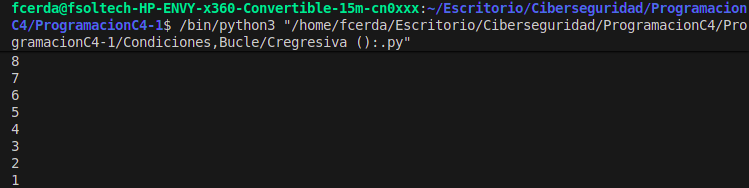 fcerda@fsoltech-HP-ENVY-x360-Convertible-15m-cn0xxx:~/Escritorio/Ciberseguridad/Programacion
C4/ProgramacionC4-1$ /bin/python3 "/home/fcerda/Escritorio/Ciberseguridad/ProgramacionC4/Pro
gramacionC4-1/Condiciones,Bucle/Cregresiva ():.py"
8
7
6
5
4
3
2
1